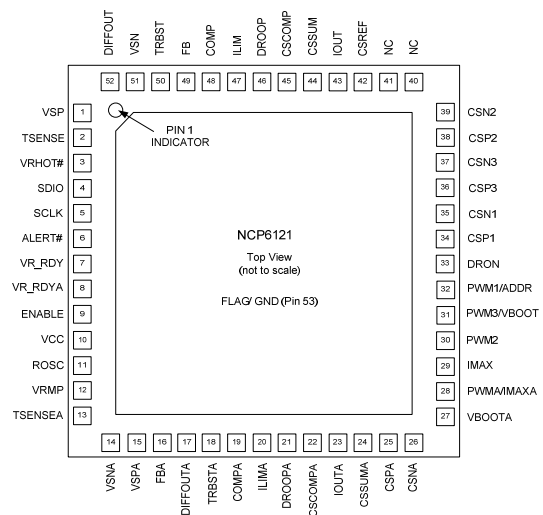 DIFFOUT
VSN
TRBST
FB
COMP
ILIM
DROOP
CSCOMP
CSSUM
IOUT
CSREF
NC
NC
52 51 50 49 48 47 46 45 44 43 42 41 40
VSP 1
TSENSE 2
VRHOT# 3
SDIO 4
SCLK 5
ALERT# 6
VR_RDY 7
VR_RDYA 8
ENABLE 9
VCC 10
ROSC 11
VRMP 12
TSENSEA 13
PIN 1
INDICATOR
NCP6121
Top View
(not to scale)
FLAG/ GND (Pin 53)
39 CSN2
38 CSP2
37 CSN3
36 CSP3
35 CSN1
34 CSP1
33 DRON
32 PWM1/ADDR
31 PWM3/VBOOT
30 PWM2
29 IMAX
28 PWMA/IMAXA
27 VBOOTA
14 15 16 17 18 19 20 21 22 23 24 25 26
VSNA
VSPA
FBA
DIFFOUTA
TRBSTA
COMPA
ILIMA
DROOPA
CSCOMPA
IOUTA
CSSUMA
CSPA
CSNA